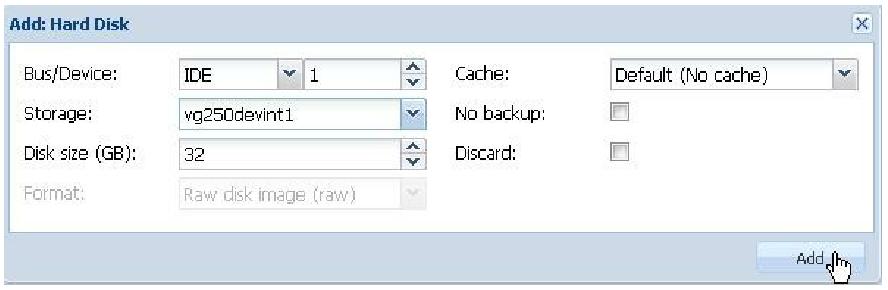 Add: Hard Disk
Bus/Device: IDE 1 Cache: Default (No cache)
Storage: vg250devint1 No backup:
Disk size (GB): 32 Discard:
Format: Raw disk image (raw)
Add